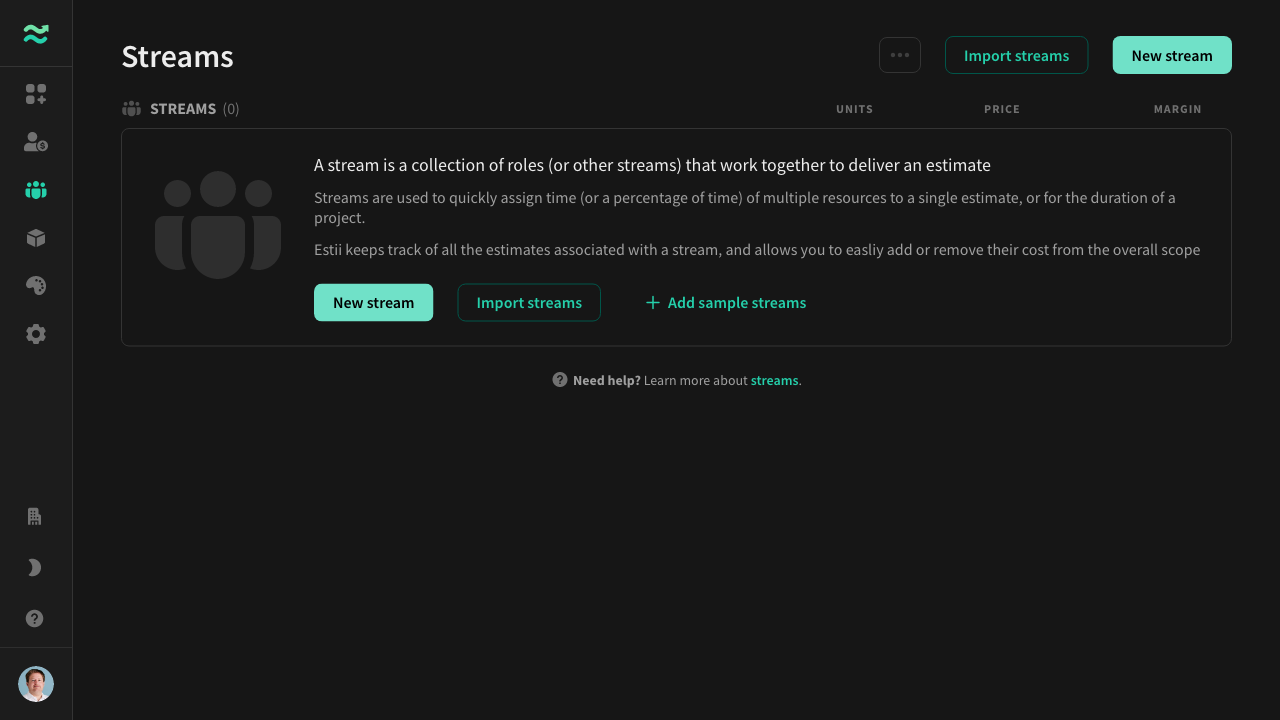 Streams
Import streams
New stream
STREAMS (0)
UNITS
PRICE
MARGIN
A stream is a collection of roles (or other streams) that work together to deliver an estimate
Streams are used to quickly assign time (or a percentage of time) of multiple resources to a single estimate, or for the duration of a
project.
Estii keeps track of all the estimates associated with a stream, and allows you to easliy add or remove their cost from the overall scope
New stream
Import streams
Add sample streams
Need help? Learn more about streams.